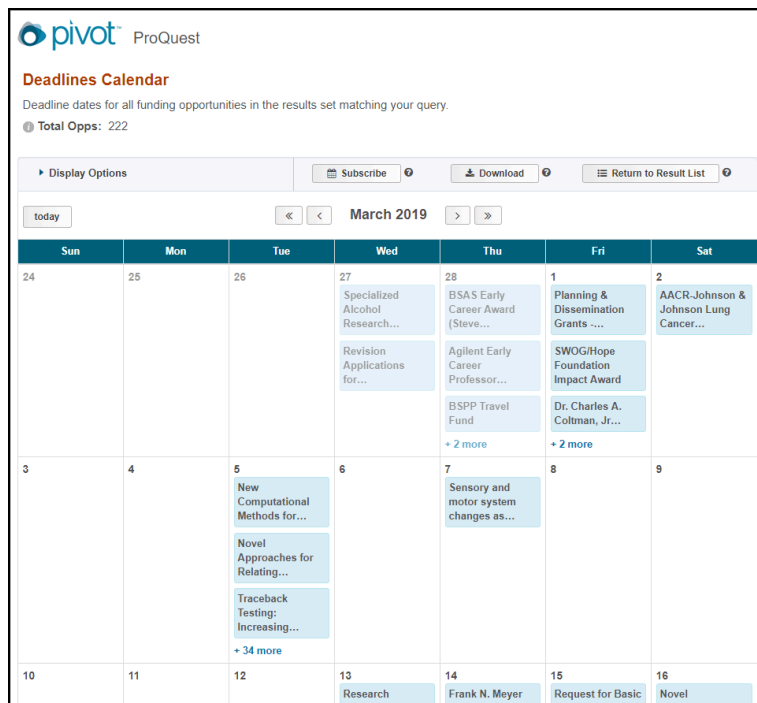 pivot ProQuest
Deadlines Calendar
Deadline dates for all funding opportunities in the results set matching your query.
Total Opps: 222
Display Options
Subscribe
Download
Return to Result List
today
« < March 2019 > »
Sun Mon Tue Wed Thu Fri Sat
24 25 26 27 28 1 2
Specialized
Alcohol
Research...
Revision
Applications
for...
BSAS Early
Career Award
(Steve...
Agilent Early
Career
Professor...
BSPP Travel
Fund
+ 2 more
Planning &
Dissemination
Grants -...
SWOG/Hope
Foundation
Impact Award
Dr. Charles A.
Coltman, Jr...
+ 2 more
AACR-Johnson &
Johnson Lung
Cancer...
3 4 5 6 7 8 9
New
Computational
Methods for...
Novel
Approaches for
Relating...
Traceback
Testing:
Increasing...
+ 34 more
Sensory and
motor system
changes as...
10 11 12 13 14 15 16
Research
Frank N. Meyer
Request for Basic
Novel